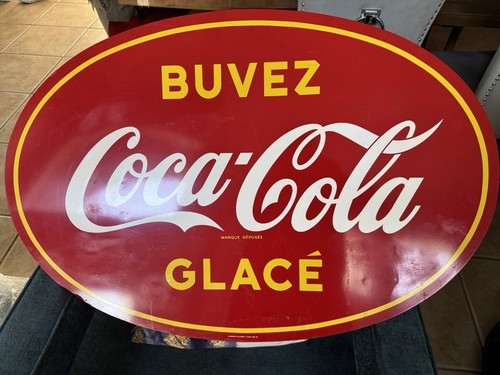 BUVEZ
Coca-Cola
MARQUE DÉPOSÉE
GLACÉ